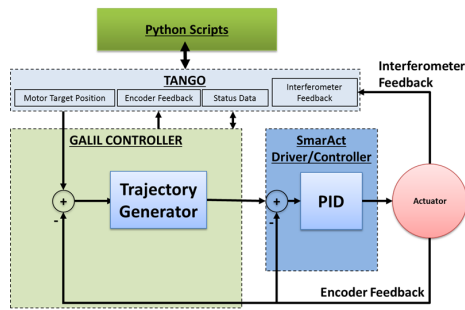 Python Scripts
TANGO
Interferometer
Feedback
Motor Target Position
Encoder Feedback
Status Data
Interferometer
Feedback
GALIL CONTROLLER
SmarAct
Driver/Controller
Trajectory
Generator
PID
Actuator
+
-
+
-
Encoder Feedback